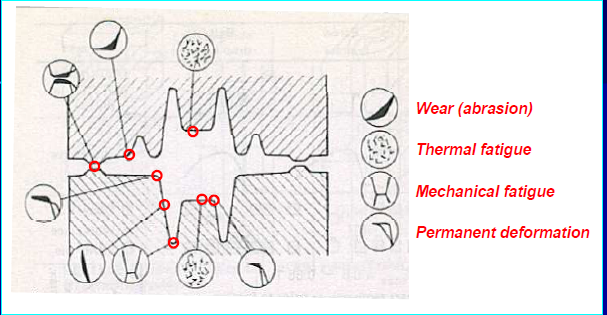 Wear (abrasion)
Thermal fatigue
Mechanical fatigue
Permanent deformation